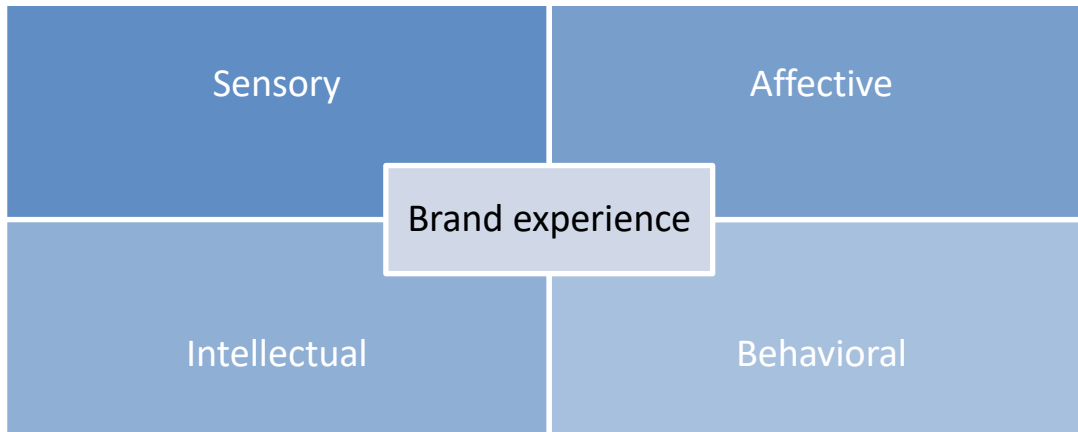 Sensory
Affective
Brand experience
Intellectual
Behavioral